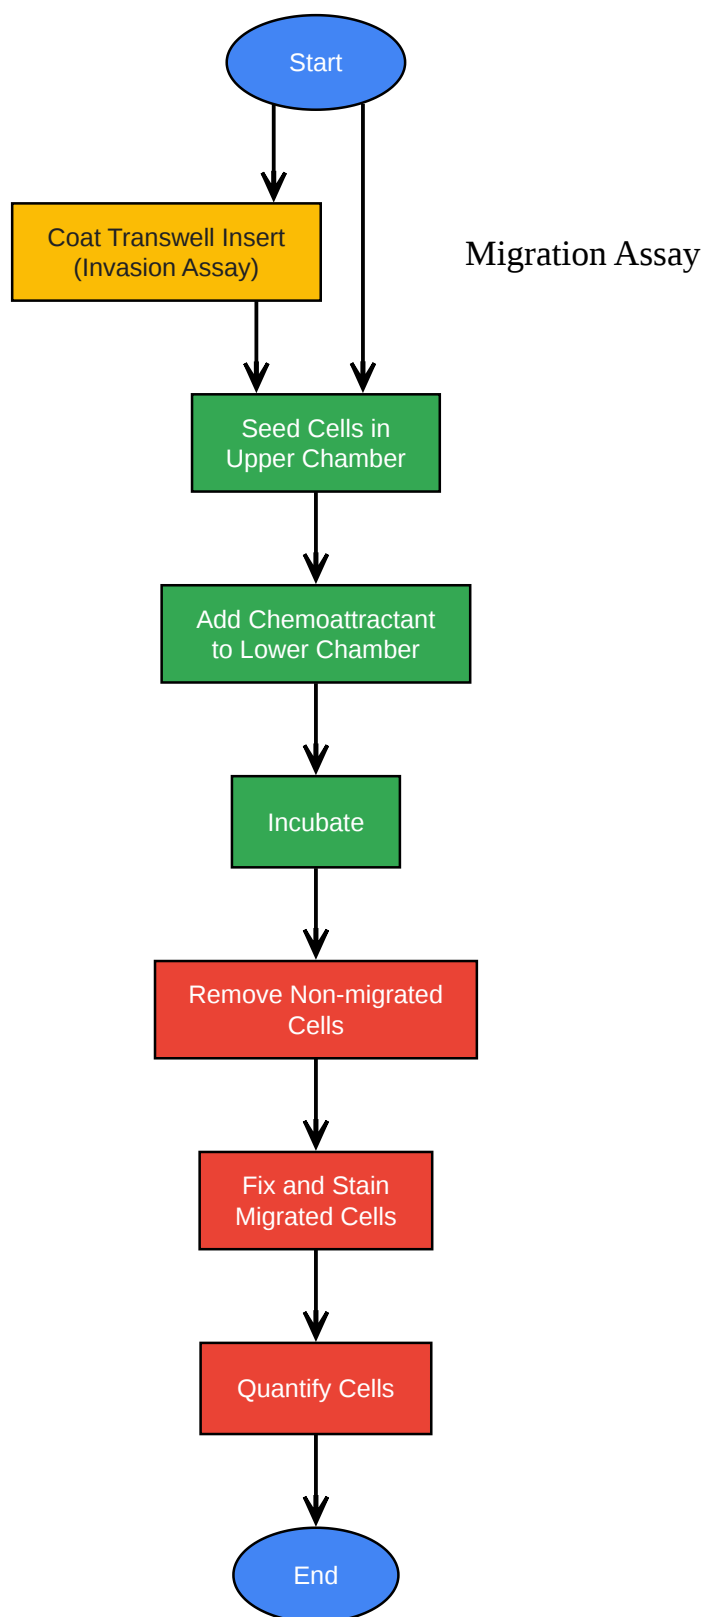 Start
Coat Transwell Insert
(Invasion Assay)
Migration Assay
Seed Cells in
Upper Chamber
Add Chemoattractant
to Lower Chamber
Incubate
Remove Non-migrated
Cells
Fix and Stain
Migrated Cells
Quantify Cells
End